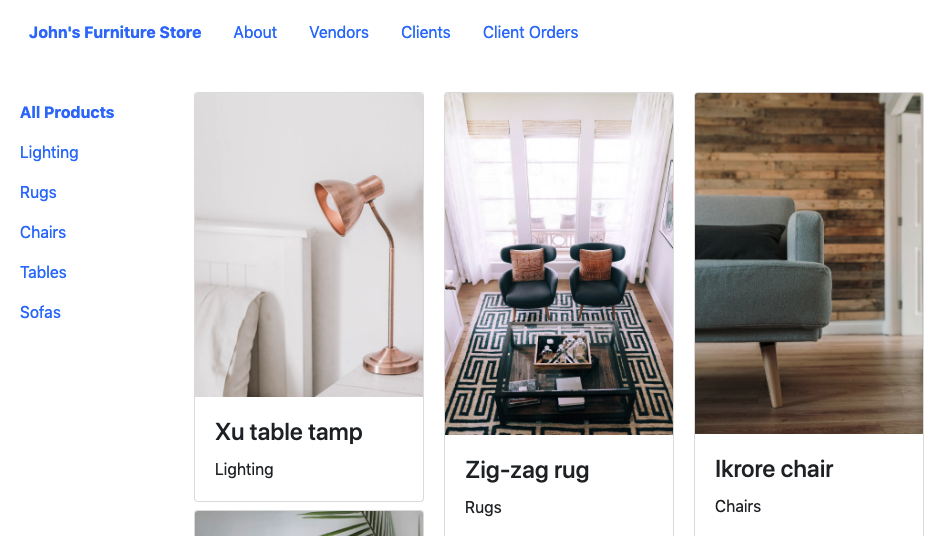 John's Furniture Store About Vendors Clients Client Orders
All Products
Lighting
Rugs
Chairs
Tables
Sofas
Xu table tamp
Lighting
Zig-zag rug
Rugs
Ikrore chair
Chairs